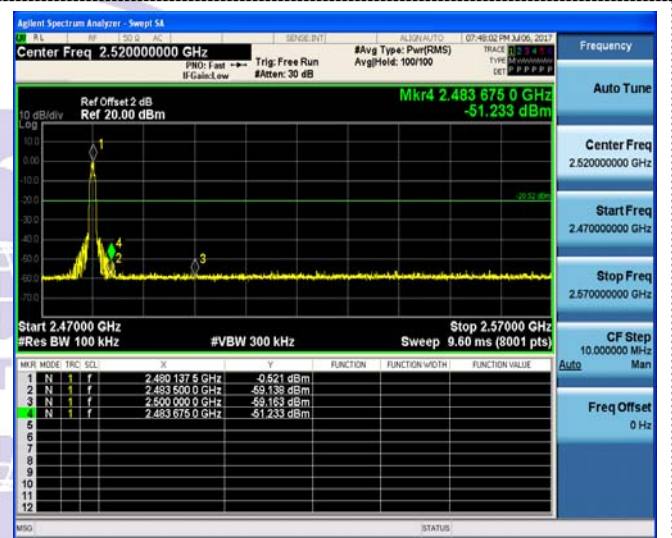 Agilent Spectrum Analyzer - Swept SA
RL RF 50 Ω AC SENSE:INT ALIGN AUTO 07:48:02 PM Jul 06, 2017
Center Freq 2.520000000 GHz
PNO: Fast
IFGain:Low
Trig: Free Run
#Atten: 30 dB
#Avg Type: Pwr(RMS)
Avg|Hold: 100/100
TRACE 1 2 3 4 5 6
TYPE M
DET P P P P P P
Frequency
Mkr4 2.483 675 0 GHz
-51.233 dBm
Ref Offset 2 dB
10 dB/div Ref 20.00 dBm
Log
10.0
0.00
-10.0
-20.0
-30.0
-40.0
-50.0
-60.0
-70.0
-20.52 dBm
1
4
2
3
Start 2.47000 GHz Stop 2.57000 GHz
#Res BW 100 kHz #VBW 300 kHz Sweep 9.60 ms (8001 pts)
MKR MODE TRC SCL X Y FUNCTION FUNCTION WIDTH FUNCTION VALUE
1 N 1 f 2.480 137 5 GHz -0.521 dBm
2 N 1 f 2.483 500 0 GHz -59.139 dBm
3 N 1 f 2.500 000 0 GHz -59.163 dBm
4 N 1 f 2.483 675 0 GHz -51.233 dBm
5
6
7
8
9
10
11
12
MSG STATUS
Auto Tune
Center Freq
2.520000000 GHz
Start Freq
2.470000000 GHz
Stop Freq
2.570000000 GHz
CF Step
10.000000 MHz
Auto Man
Freq Offset
0 Hz